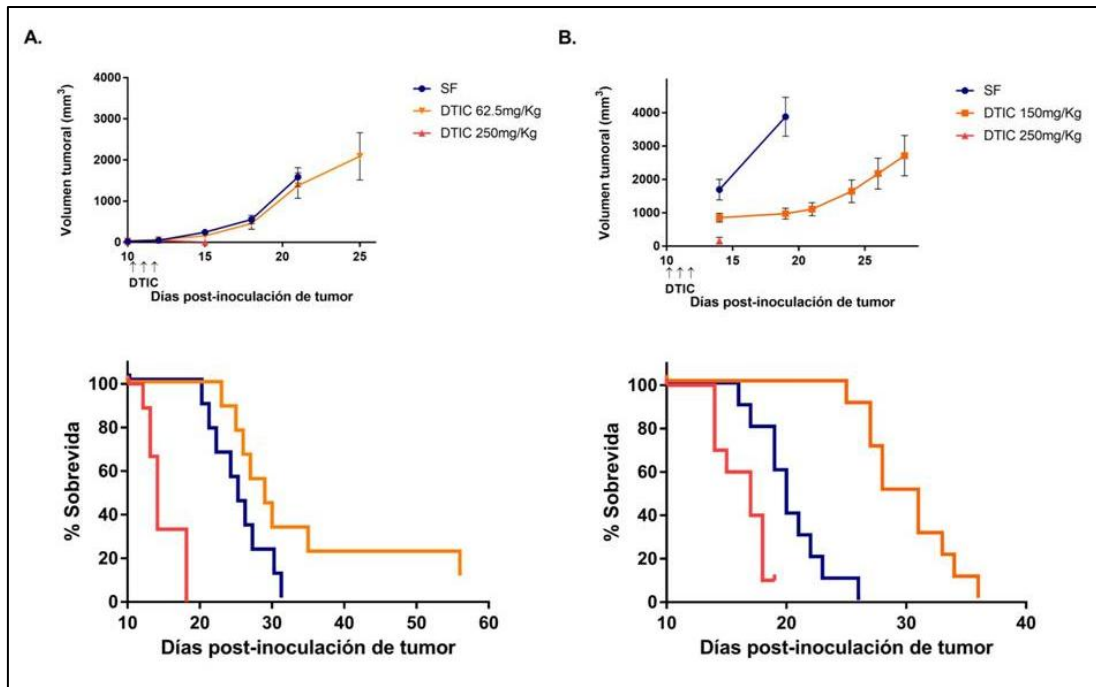 A.
Volumen tumoral (mm³)
4000
3000
2000
1000
0
10
15
20
25
↑ ↑ ↑
DTIC
Días post-inoculación de tumor
SF
DTIC 62.5mg/Kg
DTIC 250mg/Kg
B.
Volumen tumoral (mm³)
4000
3000
2000
1000
0
10
15
20
25
↑ ↑ ↑
DTIC
Días post-inoculación de tumor
SF
DTIC 150mg/Kg
DTIC 250mg/Kg
% Sobrevida
100
80
60
40
20
0
10
20
30
40
50
60
Días post-inoculación de tumor
% Sobrevida
100
80
60
40
20
0
10
20
30
40
Días post-inoculación de tumor